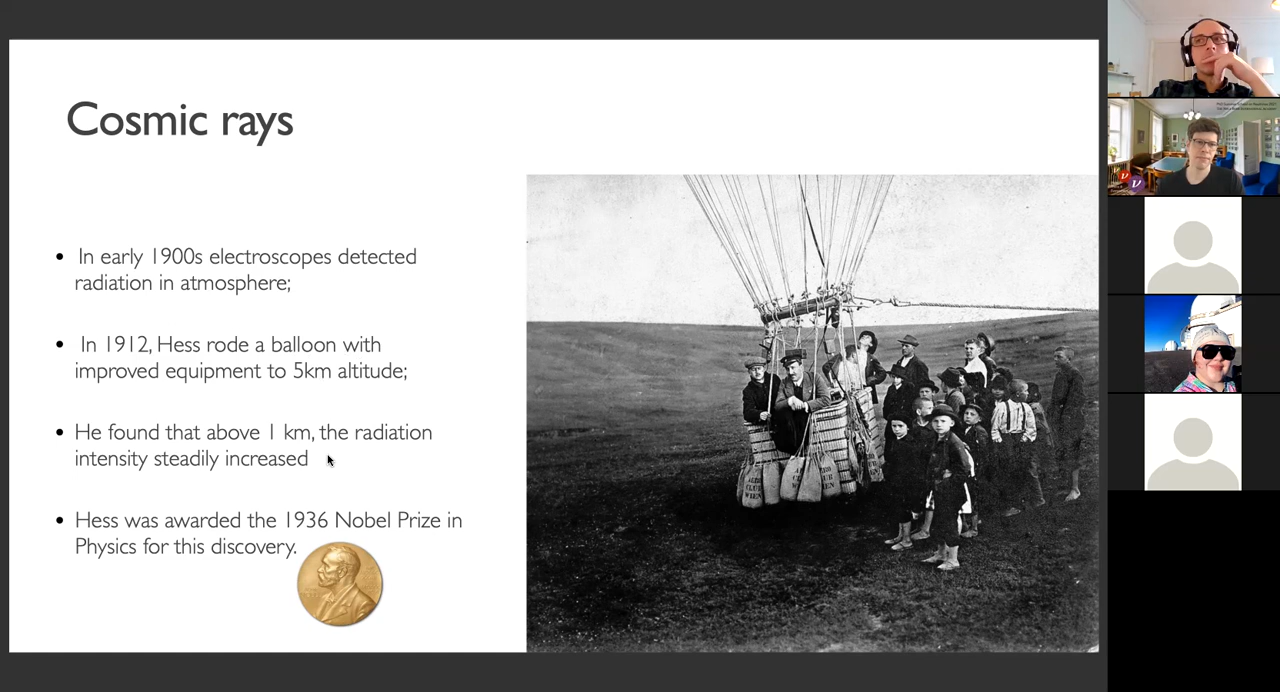 Cosmic rays
• In early 1900s electroscopes detected
radiation in atmosphere;
• In 1912, Hess rode a balloon with
improved equipment to 5km altitude;
• He found that above 1 km, the radiation
intensity steadily increased
• Hess was awarded the 1936 Nobel Prize in
Physics for this discovery.
CLUB
ν
ν